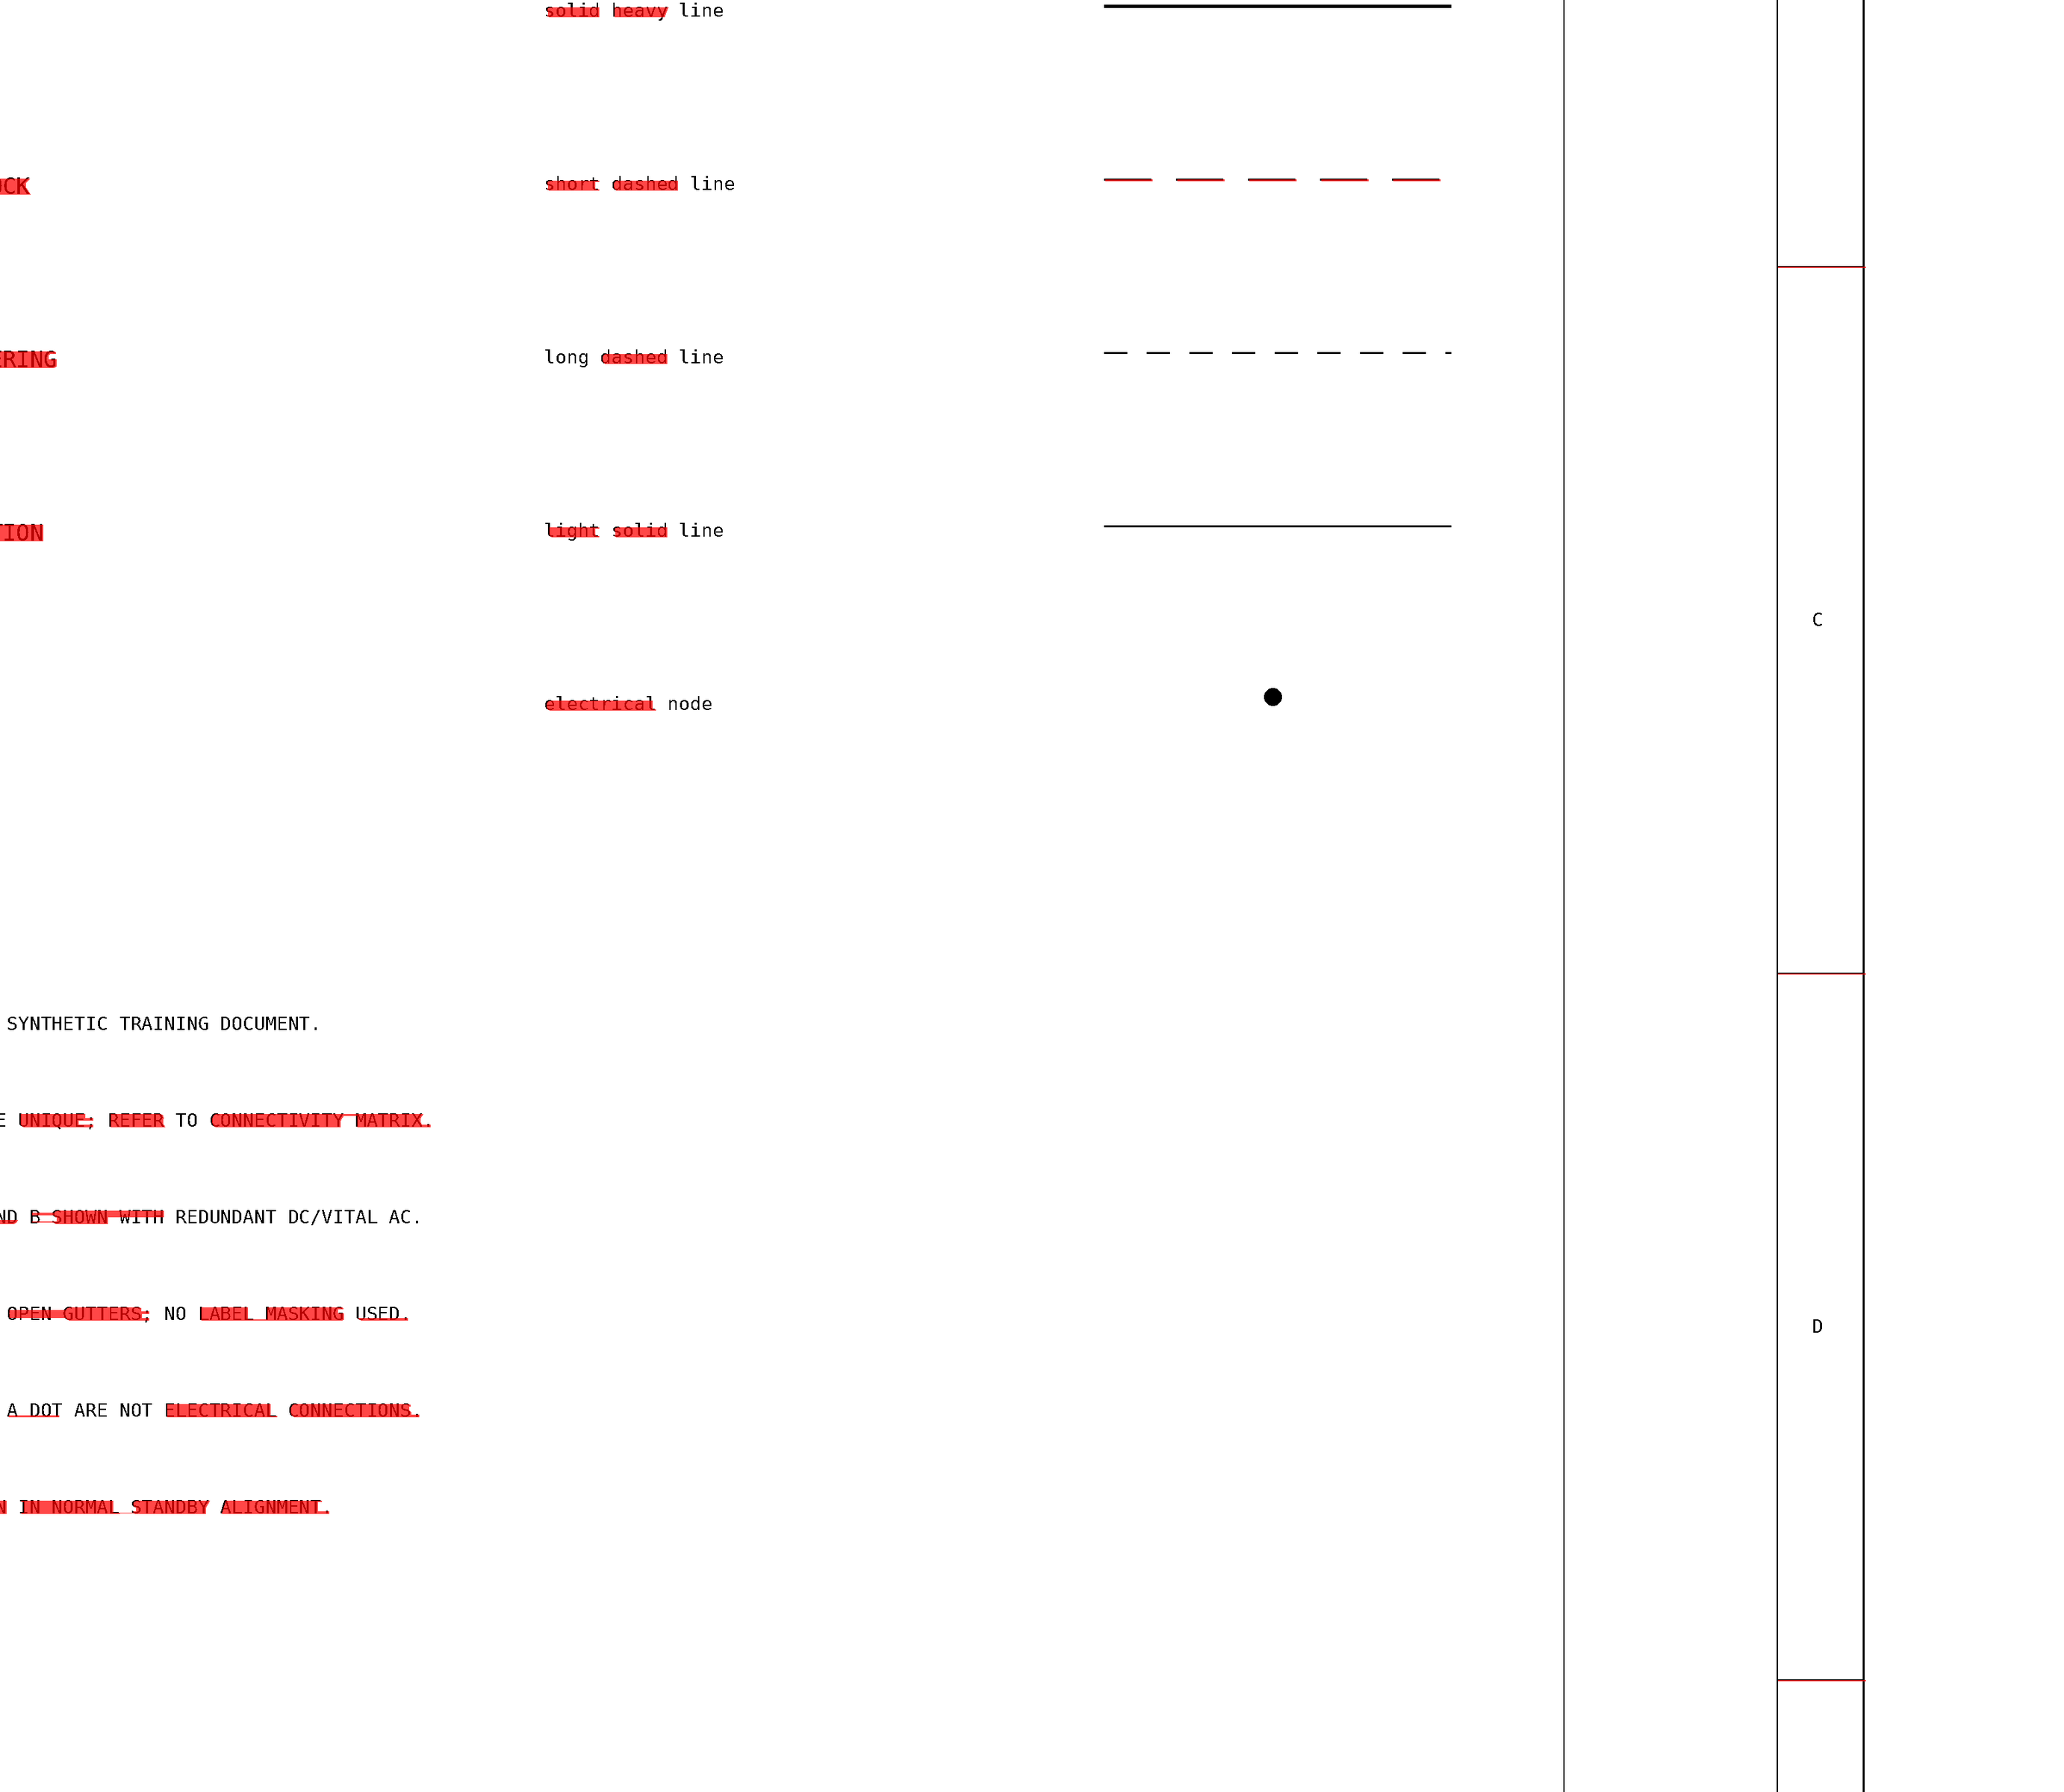 solid heavy line
OCK short dashed line
ERING long dashed line
TION light solid line
C
electrical node
SYNTHETIC TRAINING DOCUMENT.
E UNIQUE; REFER TO CONNECTIVITY MATRIX.
ND B SHOWN WITH REDUNDANT DC/VITAL AC.
OPEN GUTTERS; NO LABEL MASKING USED.
D
A DOT ARE NOT ELECTRICAL CONNECTIONS.
N IN NORMAL STANDBY ALIGNMENT.